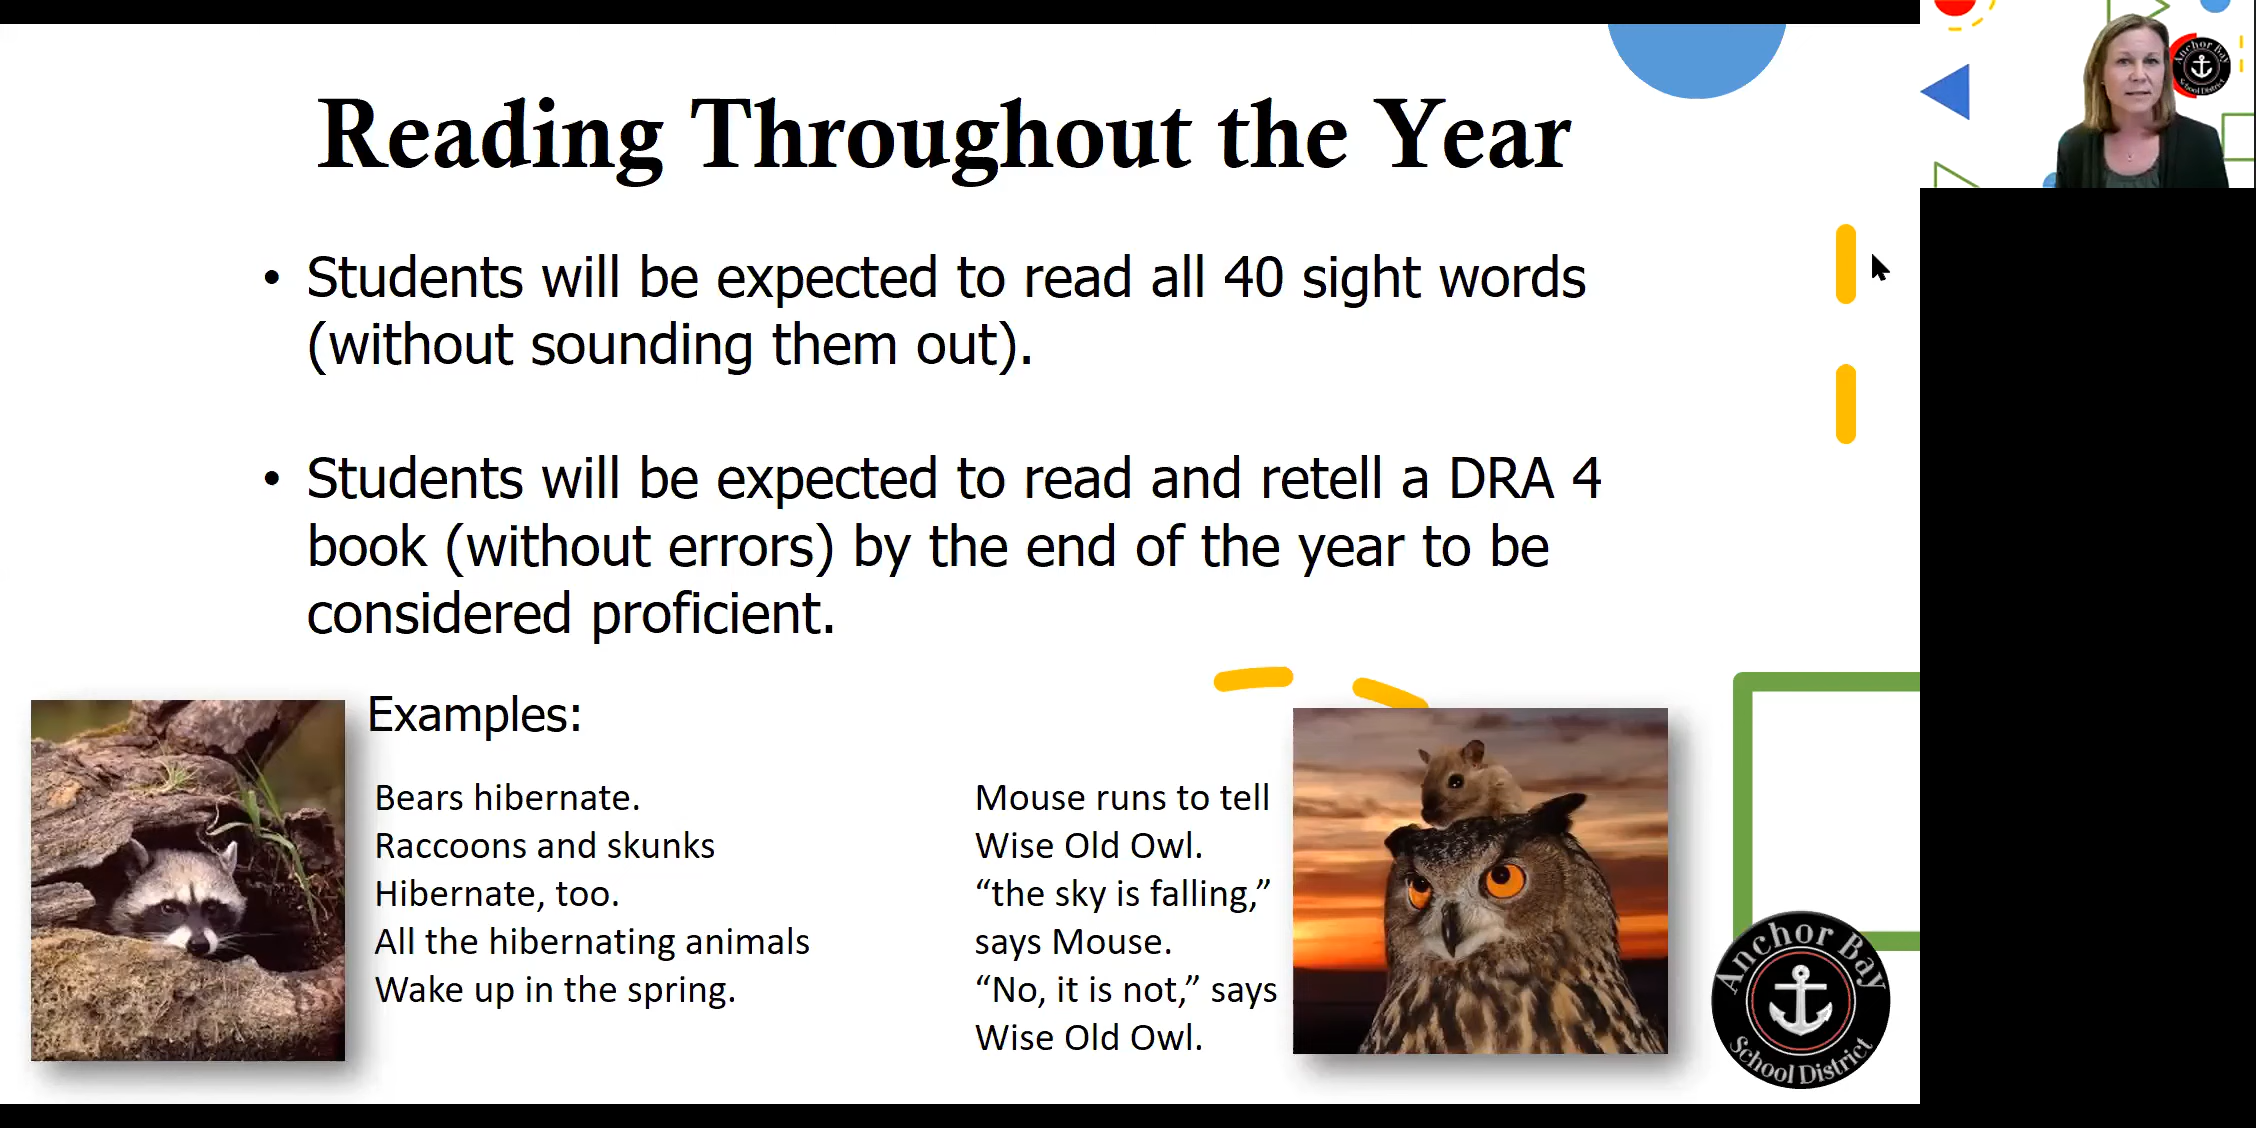 Reading Throughout the Year
• Students will be expected to read all 40 sight words
(without sounding them out).
• Students will be expected to read and retell a DRA 4
book (without errors) by the end of the year to be
considered proficient.
Examples:
Bears hibernate.
Raccoons and skunks
Hibernate, too.
All the hibernating animals
Wake up in the spring.
Mouse runs to tell
Wise Old Owl.
“the sky is falling,”
says Mouse.
“No, it is not,” says
Wise Old Owl.
Anchor Bay
School District
Anchor Bay
School District